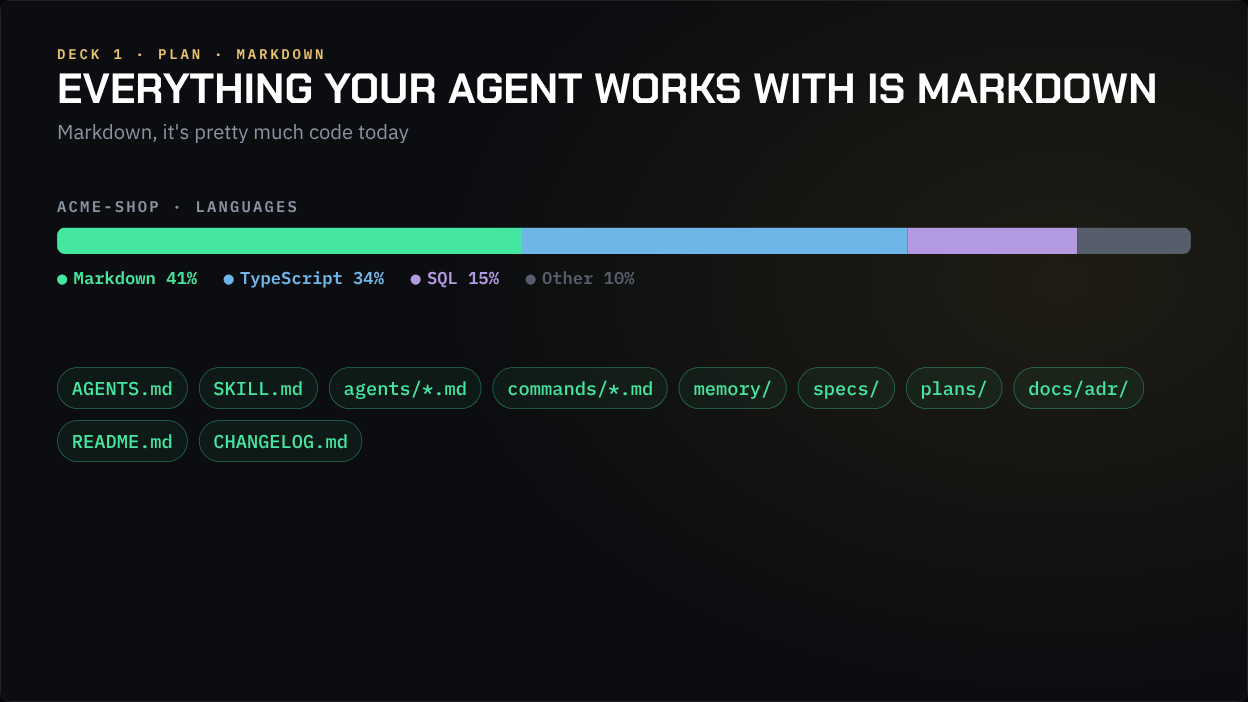 DECK 1 · PLAN · MARKDOWN
EVERYTHING YOUR AGENT WORKS WITH IS MARKDOWN
Markdown, it's pretty much code today
ACME-SHOP · LANGUAGES
Markdown 41% TypeScript 34% SQL 15% Other 10%
AGENTS.md SKILL.md agents/*.md commands/*.md memory/ specs/ plans/ docs/adr/
README.md CHANGELOG.md